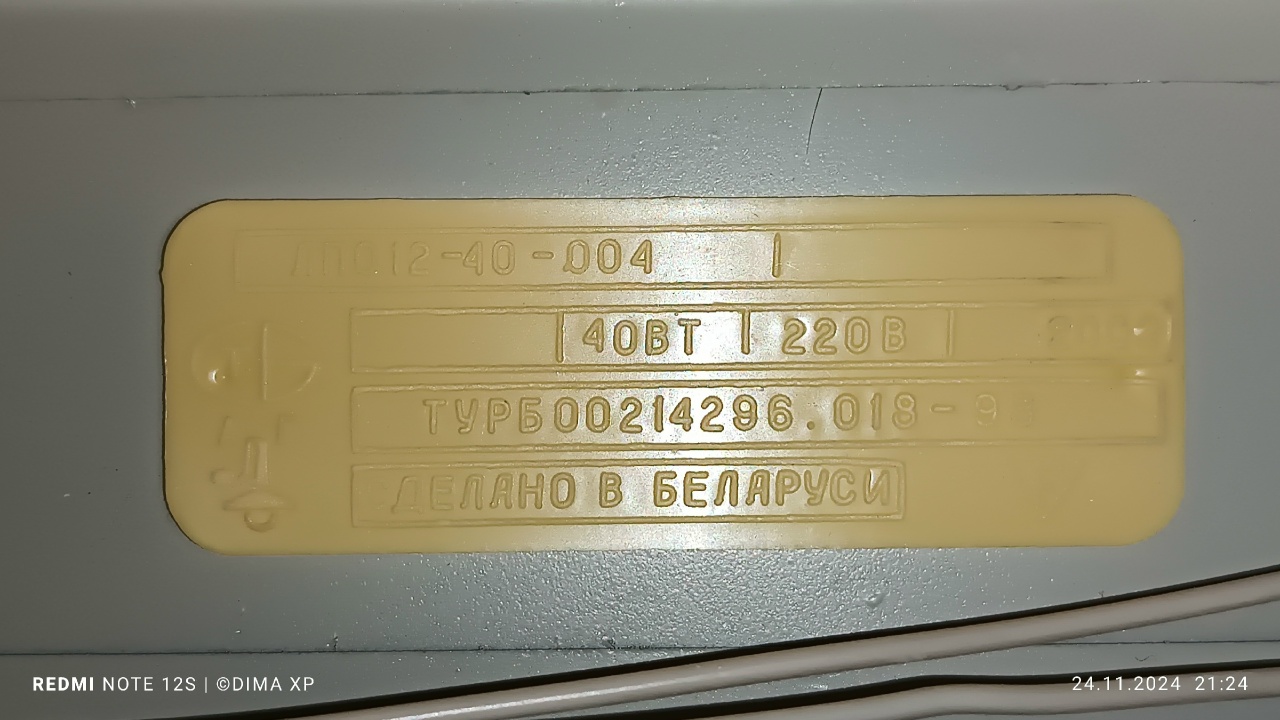 ЛПО12-40-004
40ВТ 220В
ТУРБ00214296.018-9
ДЕЛАНО В БЕЛАРУСИ
REDMI NOTE 12S | ©DIMA XP
24.11.2024 21:24